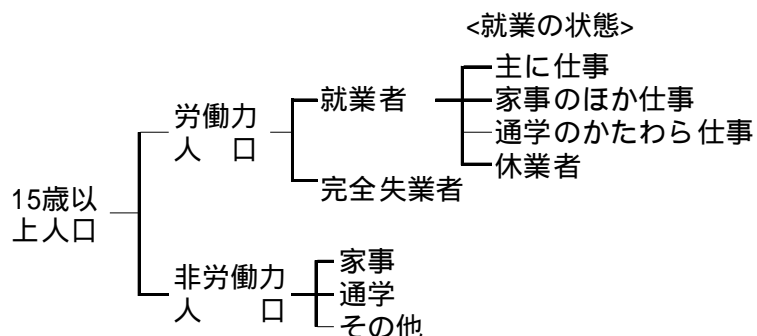 <就業の状態>
主に仕事
就業者
家事のほか仕事
労働力
人　口
通学のかたわら仕事
休業者
完全失業者
15歳以
上人口
家事
非労働力
人　　口
通学
その他